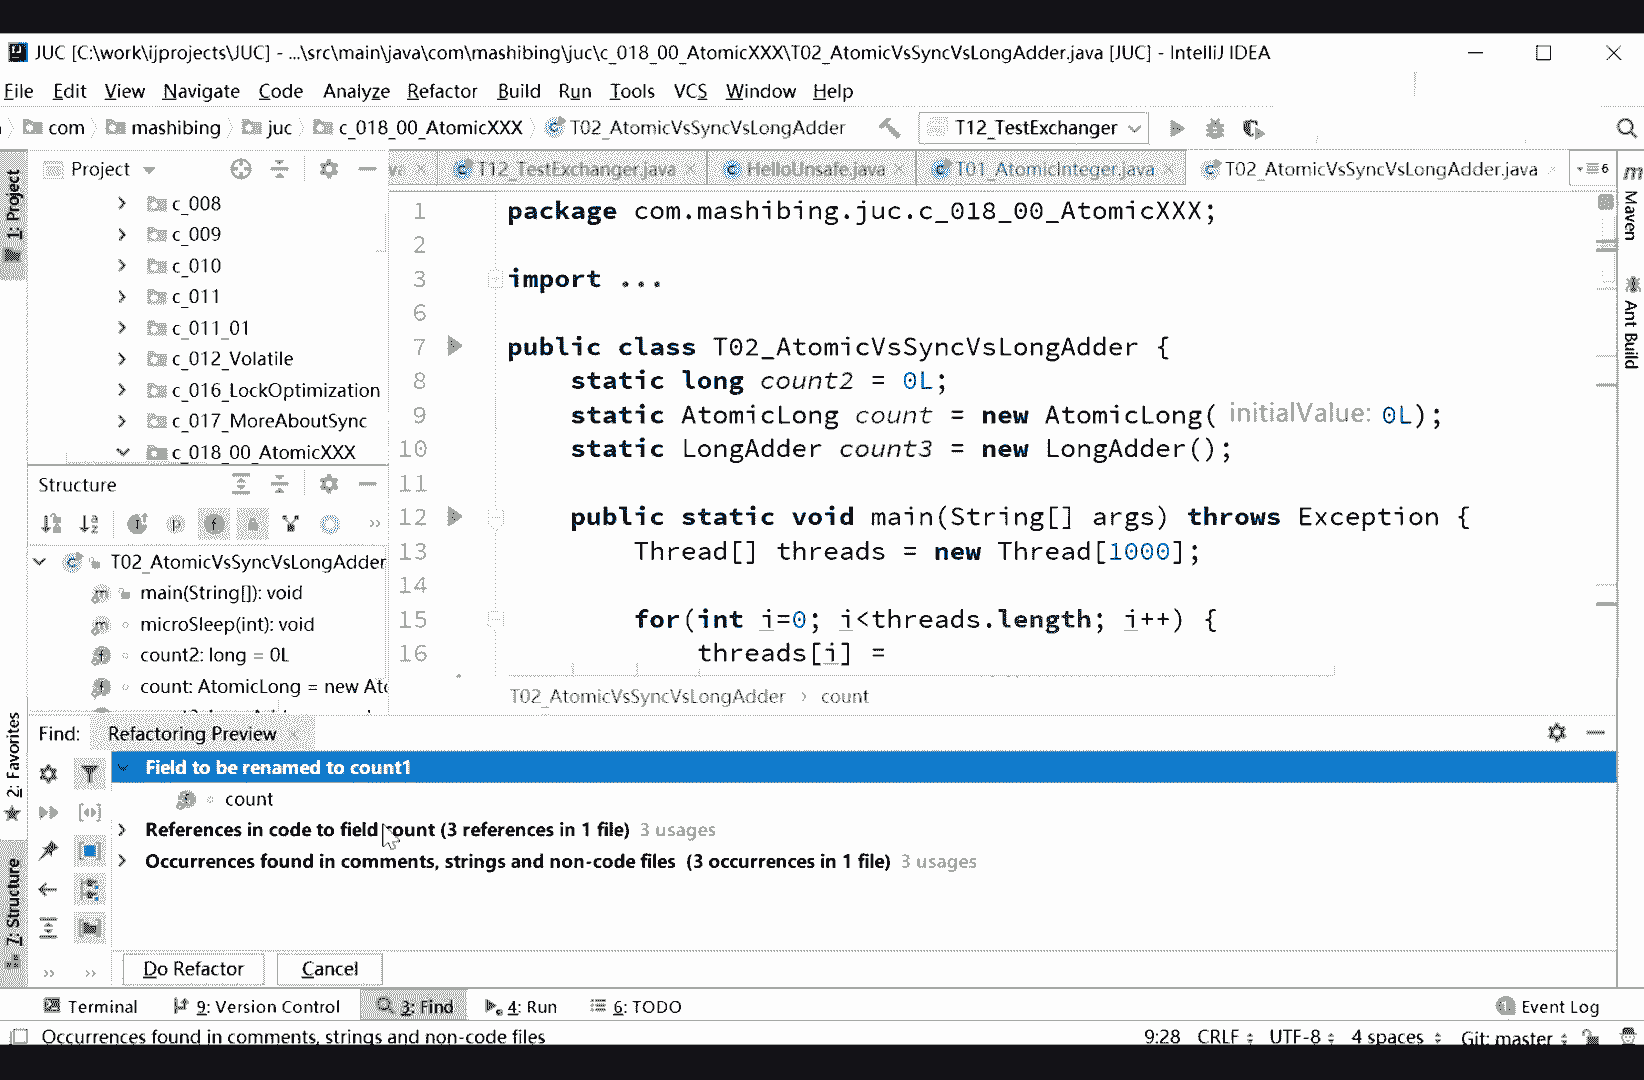 JUC [C:\work\ijprojects\JUC] - ...\src\main\java\com\mashibing\juc\c_018_00_AtomicXXX\T02_AtomicVsSyncVsLongAdder.java [JUC] - IntelliJ IDEA
File Edit View Navigate Code Analyze Refactor Build Run Tools VCS Window Help
com mashibing juc c_018_00_AtomicXXX T02_AtomicVsSyncVsLongAdder T12_TestExchanger
1: Project
Project
T12_TestExchanger.java HelloUnsafe.java T01_AtomicInteger.java T02_AtomicVsSyncVsLongAdder.java 6
c_008
c_009
c_010
c_011
c_011_01
c_012_Volatile
c_016_LockOptimization
c_017_MoreAboutSync
c_018_00_AtomicXXX
Structure
T02_AtomicVsSyncVsLongAdder
main(String[]): void
microSleep(int): void
count2: long = 0L
count: AtomicLong = new Ato
1 package com.mashibing.juc.c_018_00_AtomicXXX;
2
3 import ...
6
7 public class T02_AtomicVsSyncVsLongAdder {
8 static long count2 = 0L;
9 static AtomicLong count = new AtomicLong( initialValue: 0L);
10 static LongAdder count3 = new LongAdder();
11
12 public static void main(String[] args) throws Exception {
13 Thread[] threads = new Thread[1000];
14
15 for(int i=0; i<threads.length; i++) {
16 threads[i] =
T02_AtomicVsSyncVsLongAdder › count
Maven
Ant Build
2: Favorites
7: Structure
Find: Refactoring Preview
Field to be renamed to count1
count
References in code to field count (3 references in 1 file) 3 usages
Occurrences found in comments, strings and non-code files (3 occurrences in 1 file) 3 usages
Do Refactor Cancel
Terminal 9: Version Control 3: Find 4: Run 6: TODO 1 Event Log
Occurrences found in comments, strings and non-code files 9:28 CRLF UTF-8 4 spaces Git: master